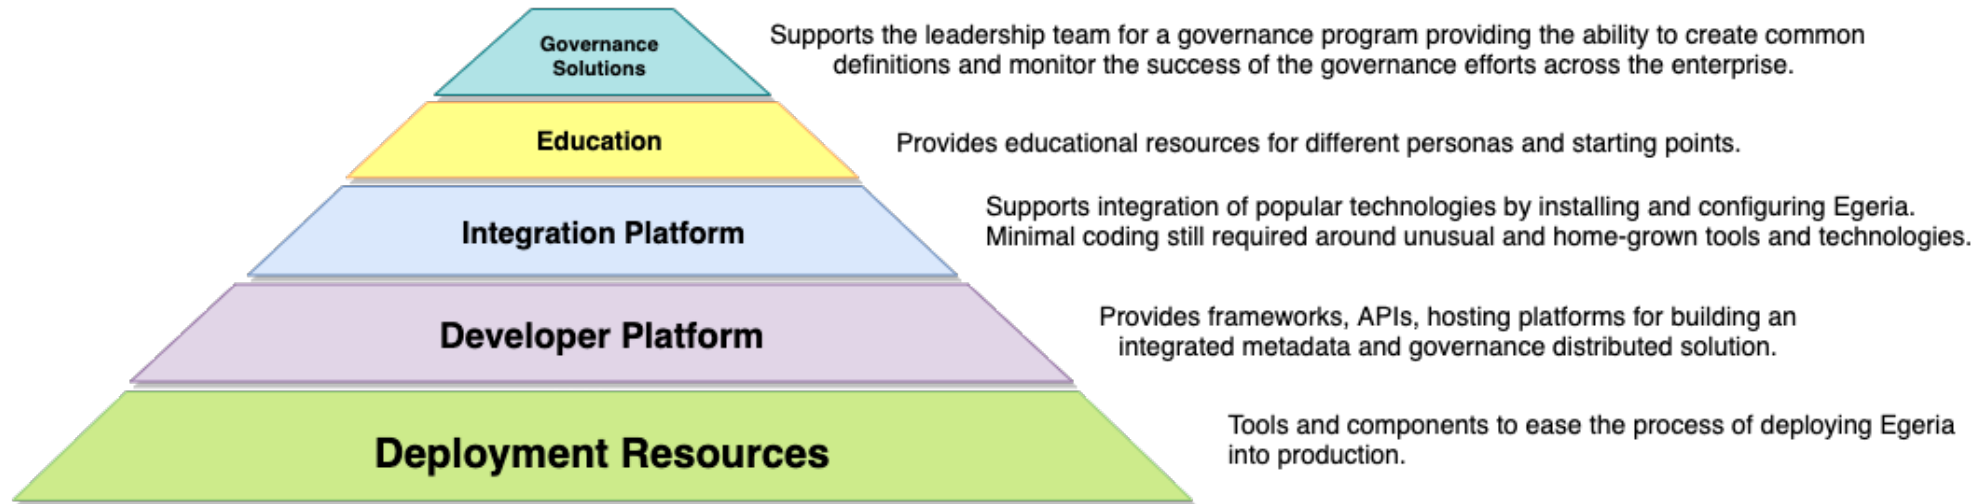 Governance
Solutions
Supports the leadership team for a governance program providing the ability to create common
definitions and monitor the success of the governance efforts across the enterprise.
Education
Provides educational resources for different personas and starting points.
Integration Platform
Supports integration of popular technologies by installing and configuring Egeria.
Minimal coding still required around unusual and home-grown tools and technologies.
Developer Platform
Provides frameworks, APIs, hosting platforms for building an
integrated metadata and governance distributed solution.
Deployment Resources
Tools and components to ease the process of deploying Egeria
into production.